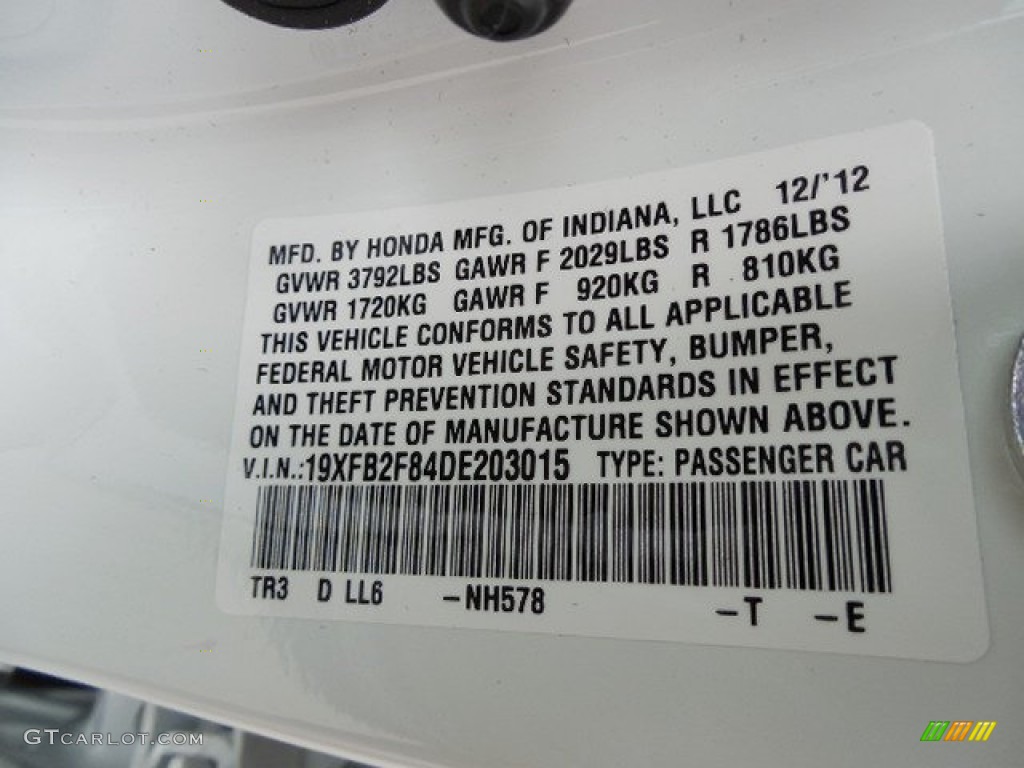 MFD. BY HONDA MFG. OF INDIANA, LLC 12/'12
GVWR 3792LBS GAWR F 2029LBS R 1786LBS
GVWR 1720KG GAWR F 920KG R 810KG
THIS VEHICLE CONFORMS TO ALL APPLICABLE
FEDERAL MOTOR VEHICLE SAFETY, BUMPER,
AND THEFT PREVENTION STANDARDS IN EFFECT
ON THE DATE OF MANUFACTURE SHOWN ABOVE.
V.I.N.:19XFB2F84DE203015 TYPE: PASSENGER CAR
TR3 D LL6 -NH578 -T -E
GTCARLOT.COM